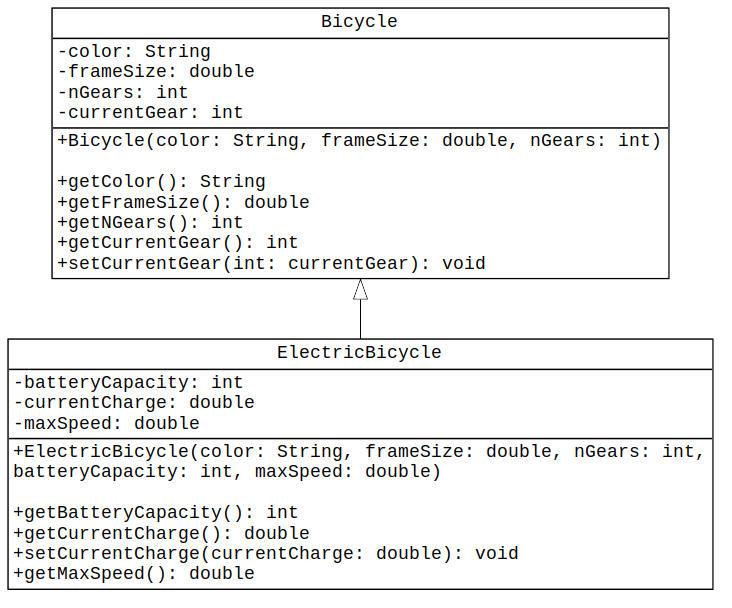 Bicycle
-color: String
-frameSize: double
-nGears: int
-currentGear: int
+Bicycle(color: String, frameSize: double, nGears: int)
+getColor(): String
+getFrameSize(): double
+getNGears(): int
+getCurrentGear(): int
+setCurrentGear(int: currentGear): void
ElectricBicycle
-batteryCapacity: int
-currentCharge: double
-maxSpeed: double
+ElectricBicycle(color: String, frameSize: double, nGears: int,
batteryCapacity: int, maxSpeed: double)
+getBatteryCapacity(): int
+getCurrentCharge(): double
+setCurrentCharge(currentCharge: double): void
+getMaxSpeed(): double